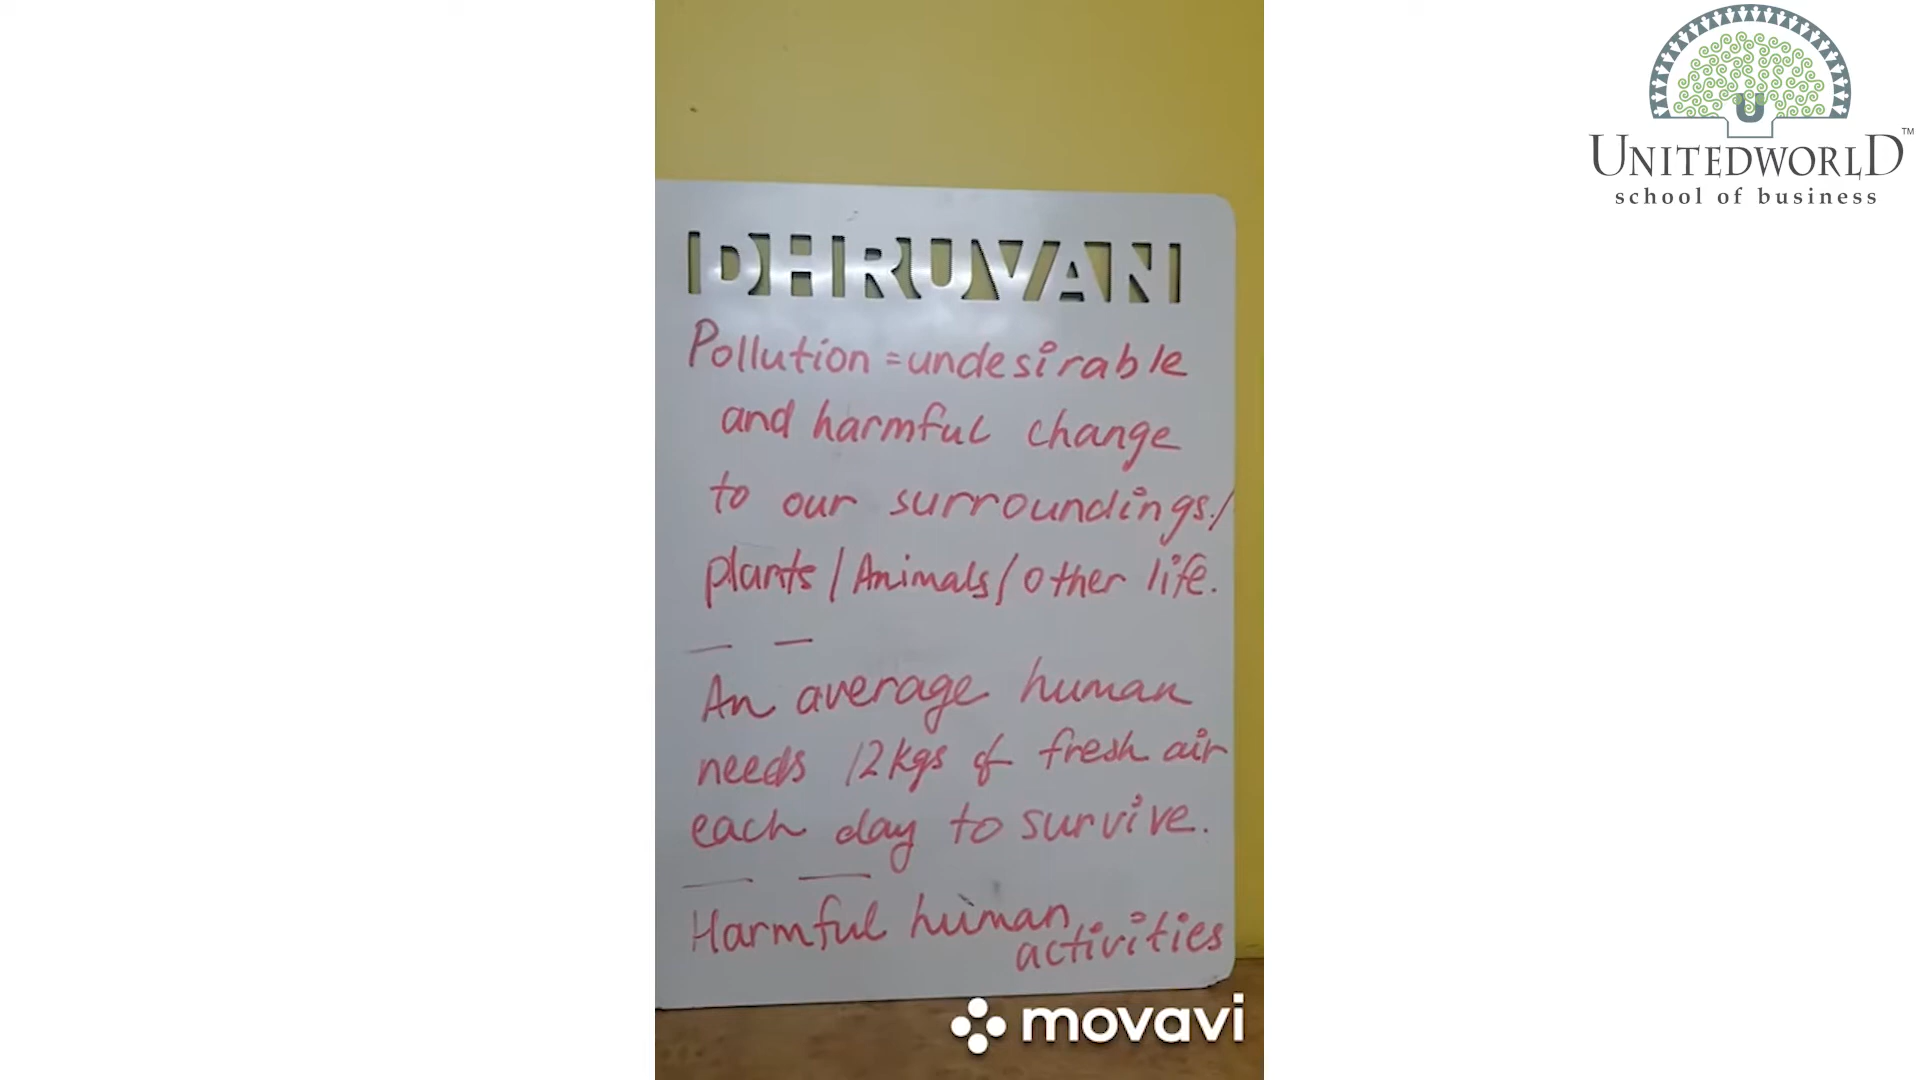 UNITEDWORLD™
school of business
DHRUVAN
Pollution = undesirable
and harmful change
to our surroundings./
plants / Animals / other life.
An average human
needs 12kgs of fresh air
each day to survive.
Harmful human
activities
movavi